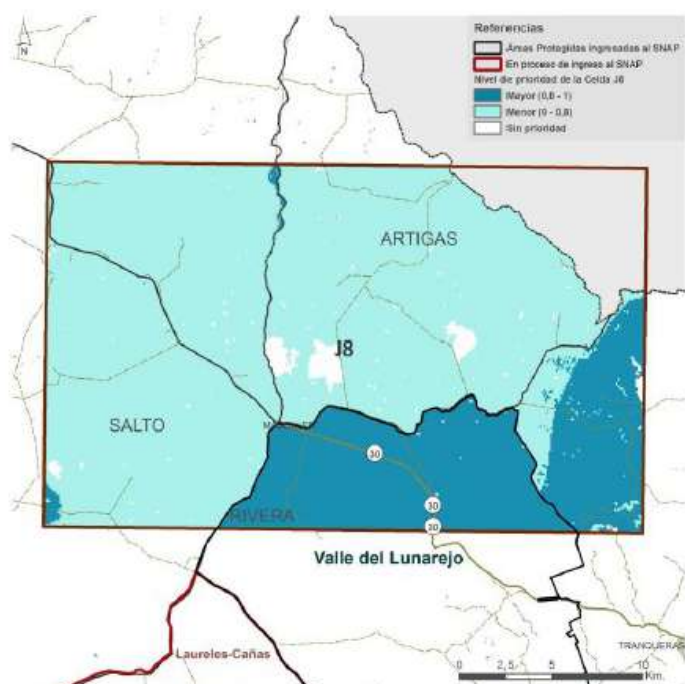 N
Referencias
Áreas Protegidas ingresadas al SNAP
En proceso de ingreso al SNAP
Nivel de prioridad de la Celda J8
Mayor (0,8 - 1)
Menor (0 - 0,8)
Sin prioridad
ARTIGAS
J8
SALTO
30
30
RIVERA
30
Valle del Lunarejo
Laureles-Cañas
TRANQUERAS
0 2,5 5 10
Km.